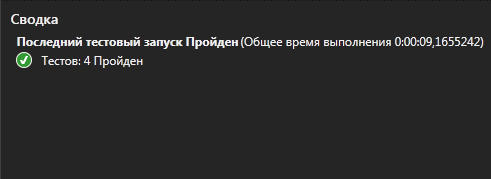 Сводка
Последний тестовый запуск Пройден (Общее время выполнения 0:00:09,1655242)
Тестов: 4 Пройден